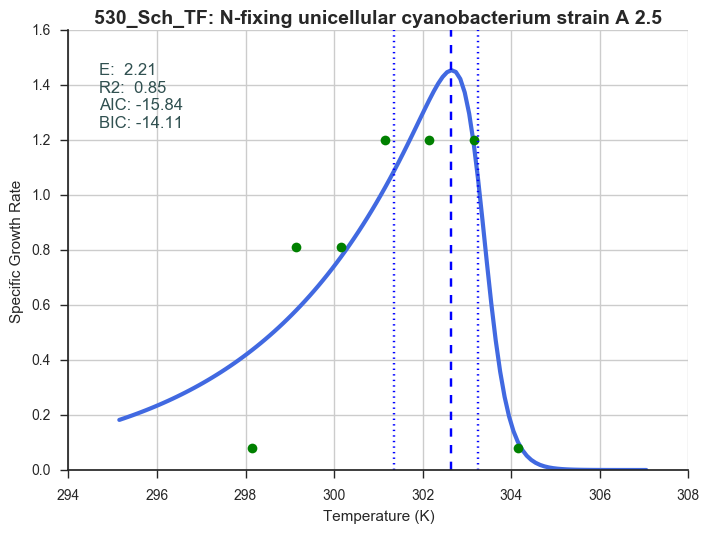 530_Sch_TF: N-fixing unicellular cyanobacterium strain A 2.5
E:  2.21
R2:  0.85
AIC: -15.84
BIC: -14.11
Specific Growth Rate
1.6
1.4
1.2
1.0
0.8
0.6
0.4
0.2
0.0
294 296 298 300 302 304 306 308
Temperature (K)